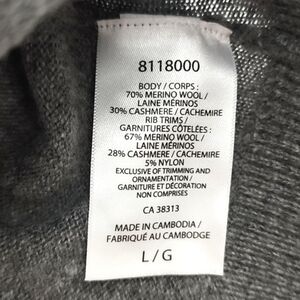 8118000
BODY / CORPS :
70% MERINO WOOL /
LAINE MÉRINOS
30% CASHMERE / CACHEMIRE
RIB TRIMS /
GARNITURES CÔTELÉES :
67% MERINO WOOL /
LAINE MÉRINOS
28% CASHMERE / CACHEMIRE
5% NYLON
EXCLUSIVE OF TRIMMING AND
ORNAMENTATION /
GARNITURE ET DÉCORATION
NON COMPRISES
CA 38313
MADE IN CAMBODIA /
FABRIQUÉ AU CAMBODGE
L / G